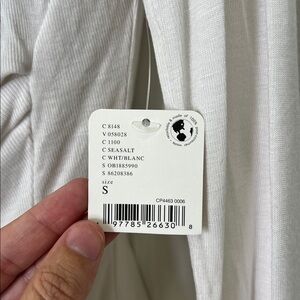 C 8148
V 058028
C 1100
C SEASALT
C WHT/BLANC
S OB1885990
S 86208386
size
S
CP4463 0006
97785 26630 8